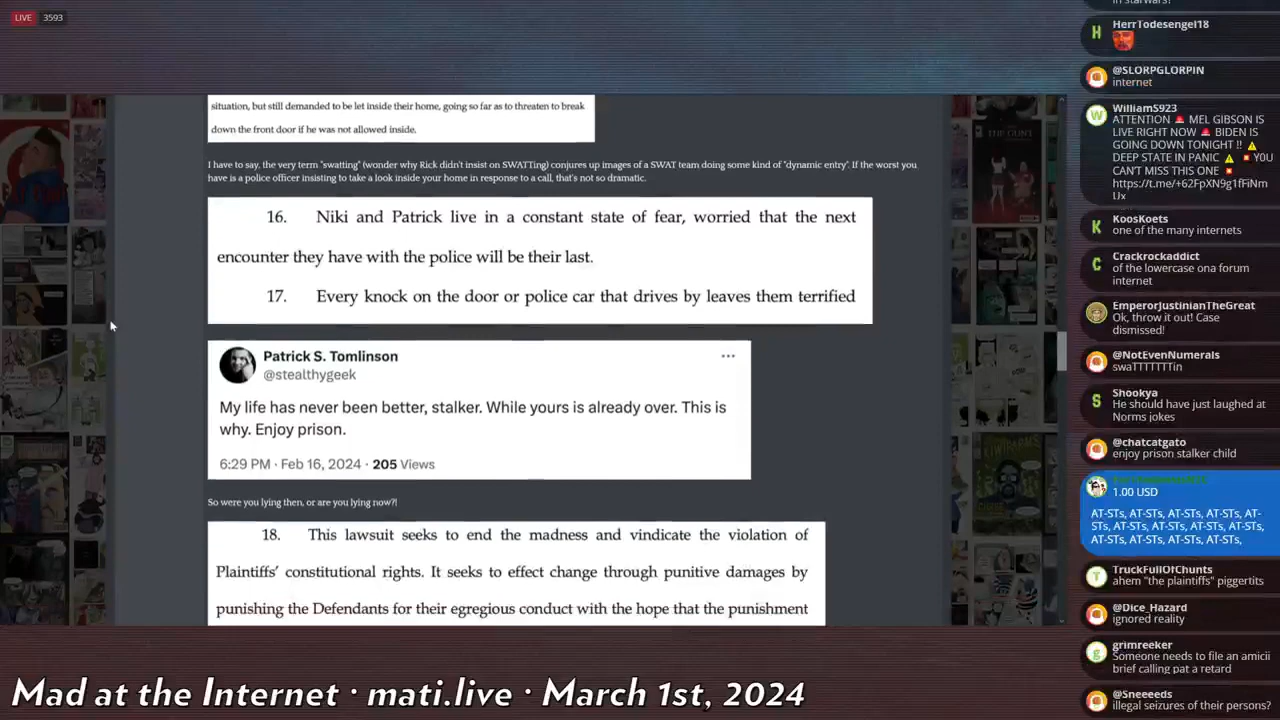 LIVE 3593
situation, but still demanded to be let inside their home, going so far as to threaten to break
down the front door if he was not allowed inside.
I have to say, the very term "swatting" (wonder why Rick didn't insist on SWATTing) conjures up images of a SWAT team doing some kind of "dynamic entry". If the worst you
have is a police officer insisting to take a look inside your home in response to a call, that's not so dramatic.
16. Niki and Patrick live in a constant state of fear, worried that the next
encounter they have with the police will be their last.
17. Every knock on the door or police car that drives by leaves them terrified
Patrick S. Tomlinson
@stealthygeek
My life has never been better, stalker. While yours is already over. This is
why. Enjoy prison.
6:29 PM · Feb 16, 2024 · 205 Views
So were you lying then, or are you lying now?!
18. This lawsuit seeks to end the madness and vindicate the violation of
Plaintiffs' constitutional rights. It seeks to effect change through punitive damages by
punishing the Defendants for their egregious conduct with the hope that the punishment
Mad at the Internet · mati.live · March 1st, 2024
HerrTodesengel18
@SLORPGLORPIN
internet
WilliamS923
ATTENTION 🚨 MEL GIBSON IS
LIVE RIGHT NOW 🚨 BIDEN IS
GOING DOWN TONIGHT !! ⚠️
DEEP STATE IN PANIC ⚠️ 💥 YOU
CAN'T MISS THIS ONE 💥
https://t.me/+62FpXN9g1fFiNm
Ux
KoosKoets
one of the many internets
Crackrockaddict
of the lowercase ona forum
internet
EmperorJustinianTheGreat
Ok, throw it out! Case
dismissed!
@NotEvenNumerals
swaTTTTTTTin
Shookya
He should have just laughed at
Norms jokes
@chatcatgato
enjoy prison stalker child
1.00 USD
AT-STs, AT-STs, AT-STs, AT-STs, AT-
STs, AT-STs, AT-STs, AT-STs, AT-STs,
AT-STs, AT-STs, AT-STs, AT-STs,
TruckFullOfChunts
ahem "the plaintiffs" piggertits
@Dice_Hazard
ignored reality
grimreeker
Someone needs to file an amicii
brief calling pat a retard
@Sneeeeds
illegal seizures of their persons?